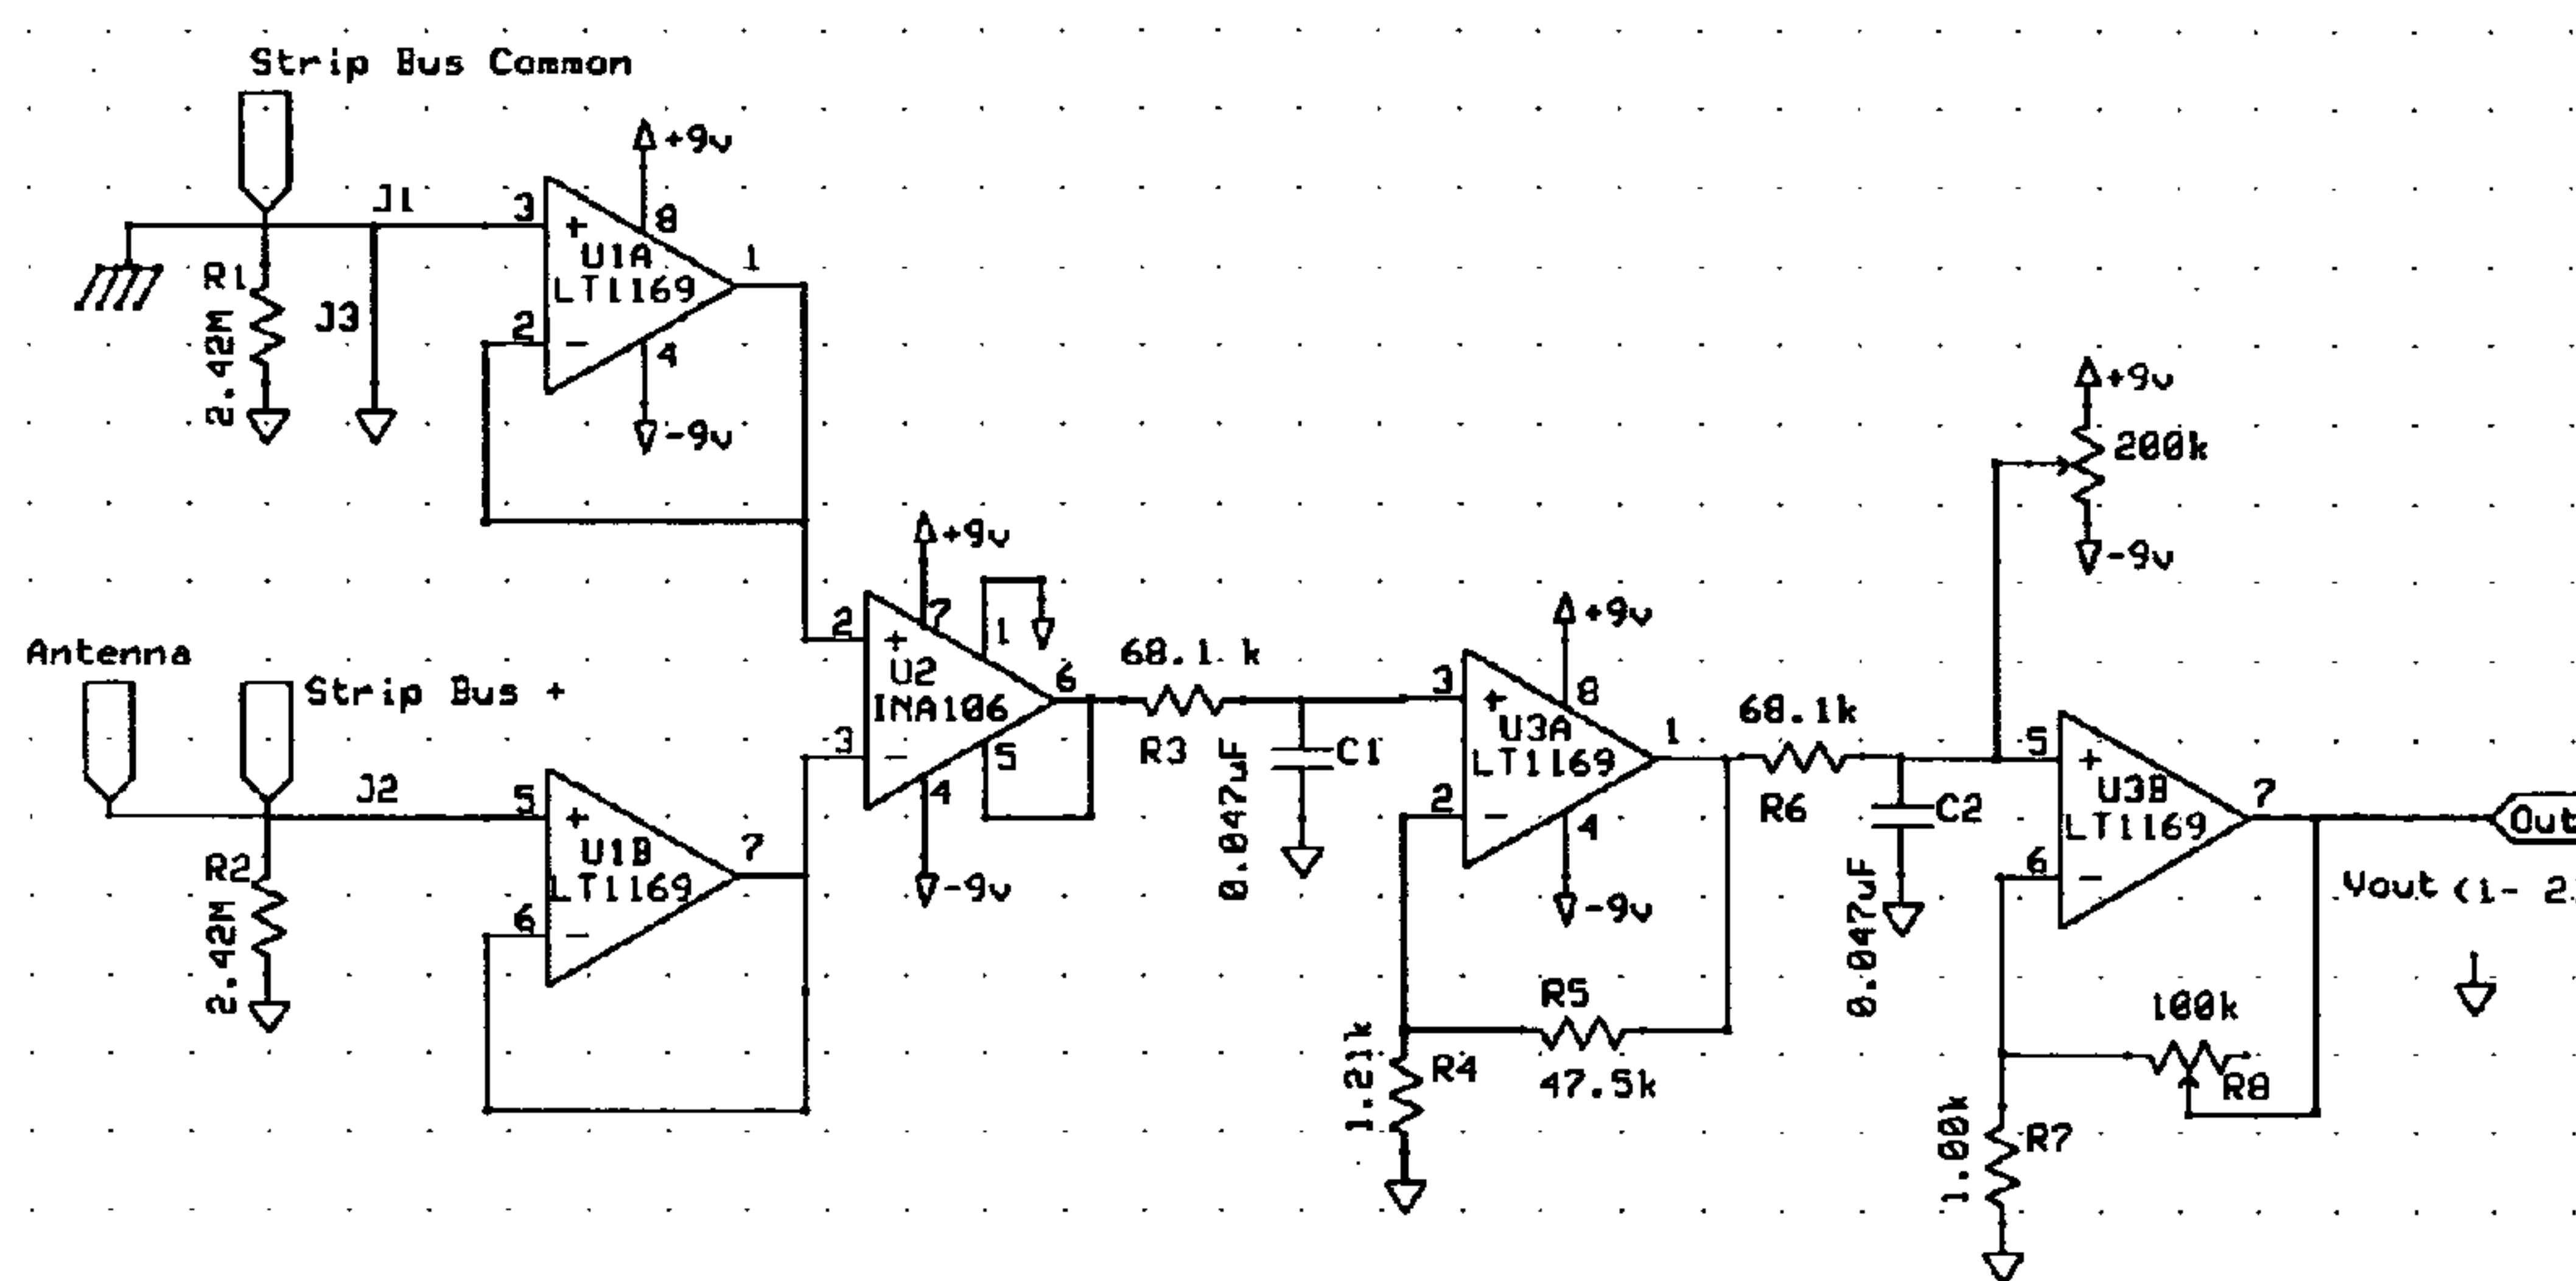 Strip Bus Common
+9v
J1
3
+
8
U1A
LT1169
1
R1
2.42M
J3
2
-
4
-9v
+9v
200k
-9v
+9v
7
1
2
+
U2
INA106
6
3
-
5
4
-9v
68.1 k
R3
0.047uF
C1
+9v
3
+
8
U3A
LT1169
1
2
-
4
-9v
68.1k
R6
C2
0.047uF
5
+
U3B
LT1169
7
6
-
Out
Vout (1- 2
Antenna
Strip Bus +
J2
5
+
U1B
LT1169
7
R2
2.42M
6
-
R5
47.5k
1.21k
R4
100k
R8
1.00k
R7